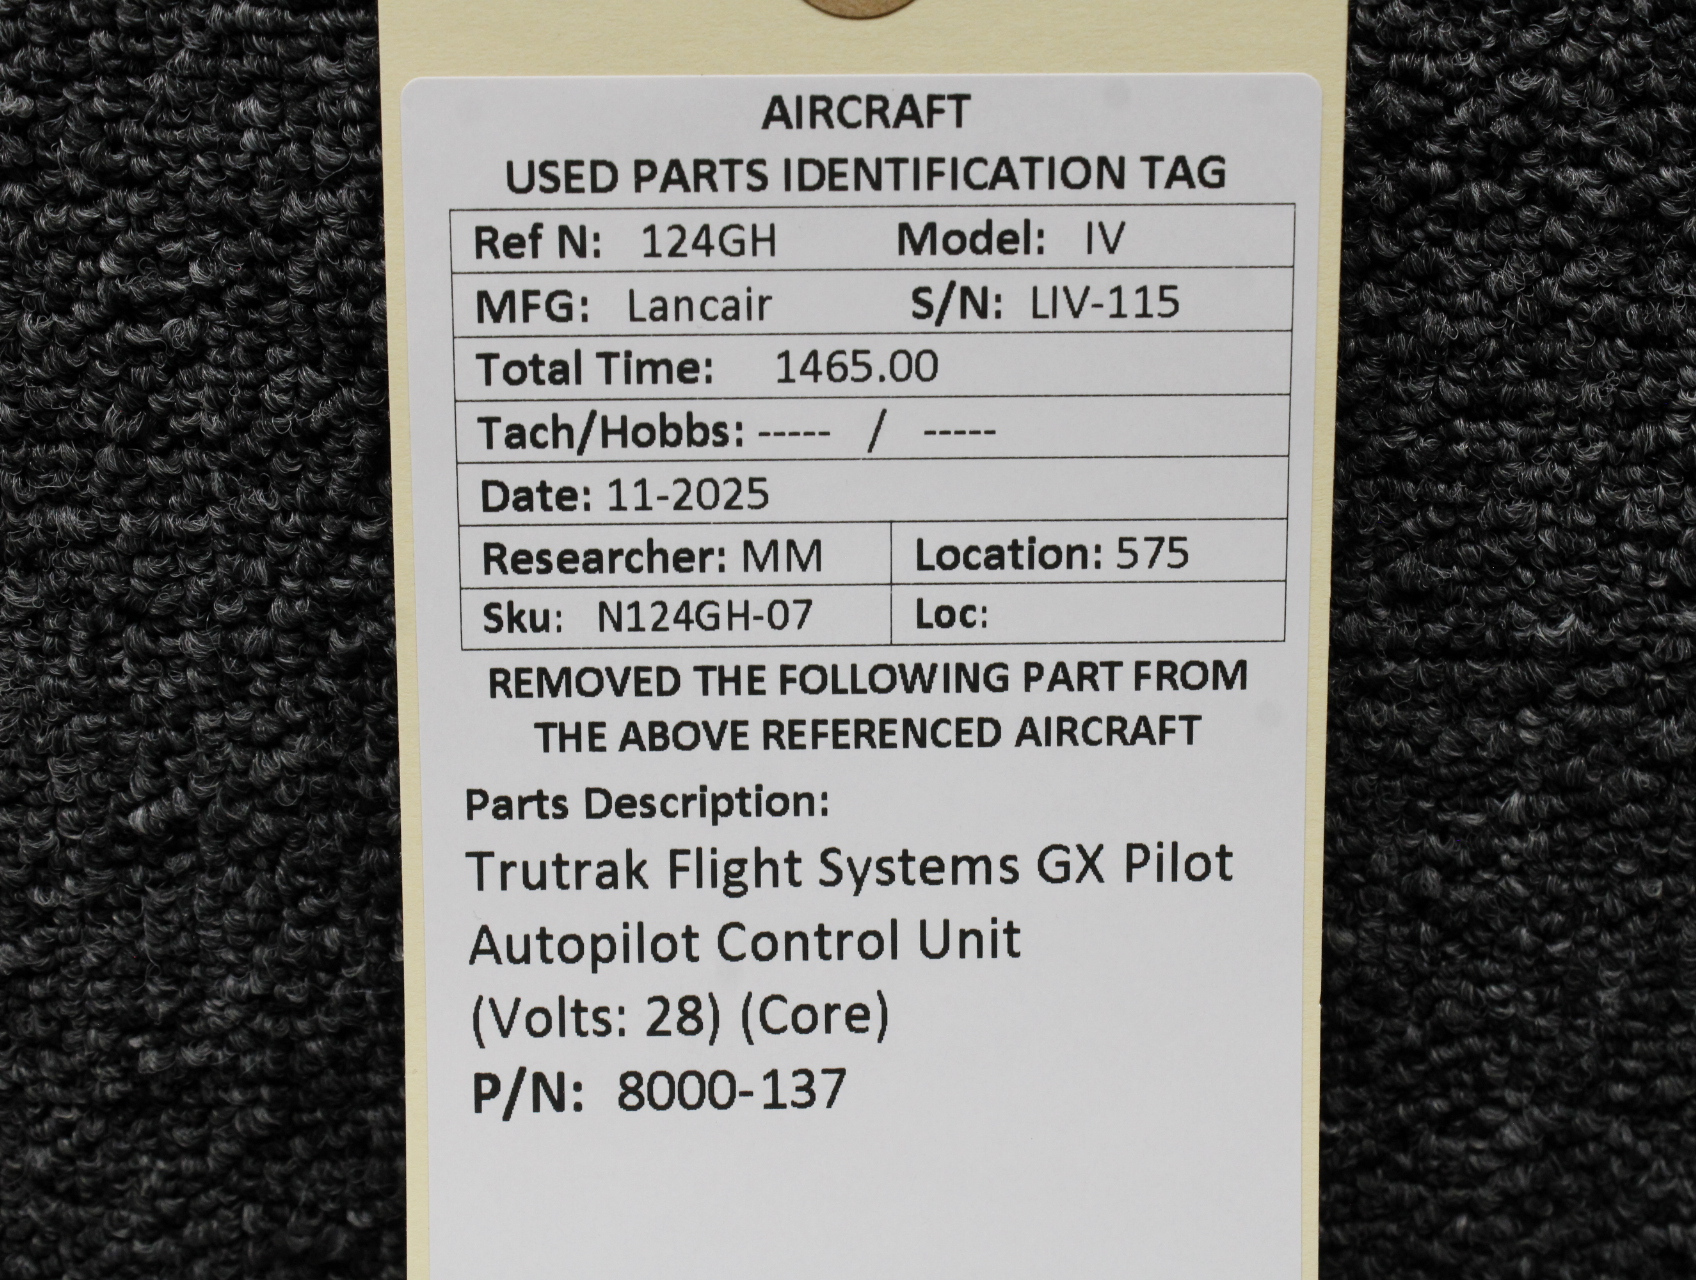 AIRCRAFT
USED PARTS IDENTIFICATION TAG
Ref N: 124GH Model: IV
MFG: Lancair S/N: LIV-115
Total Time: 1465.00
Tach/Hobbs: ----- / -----
Date: 11-2025
Researcher: MM Location: 575
Sku: N124GH-07 Loc:
REMOVED THE FOLLOWING PART FROM
THE ABOVE REFERENCED AIRCRAFT
Parts Description:
Trutrak Flight Systems GX Pilot
Autopilot Control Unit
(Volts: 28) (Core)
P/N: 8000-137